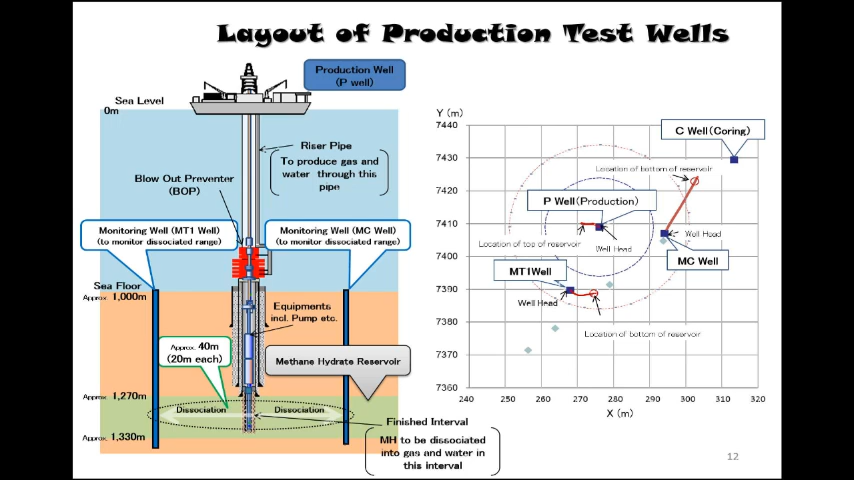 Layout of Production Test Wells
Production Well
(P well)
Sea Level
0m
Riser Pipe
To produce gas and
water through this
pipe
Blow Out Preventer
(BOP)
Monitoring Well (MT1 Well)
(to monitor dissociated range)
Monitoring Well (MC Well)
(to monitor dissociated range)
Sea Floor
Approx. 1,000m
Equipments
incl. Pump etc.
Approx. 40m
(20m each)
Methane Hydrate Reservoir
Approx. 1,270m
Dissociation
Dissociation
Finished Interval
Approx. 1,330m
MH to be dissociated
into gas and water in
this interval
Y (m)
7440
7430
7420
7410
7400
7390
7380
7370
7360
C Well(Coring)
Location of bottom of reservoir
P Well(Production)
Well Head
Location of top of reservoir
Well Head
MC Well
MT1Well
Well Head
Location of bottom of reservoir
240
250
260
270
280
290
300
310
320
X (m)
12